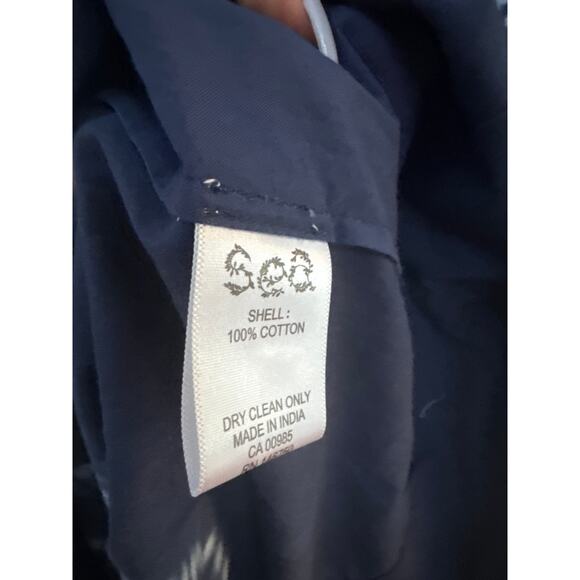 sea
SHELL :
100% COTTON
DRY CLEAN ONLY
MADE IN INDIA
CA 00985